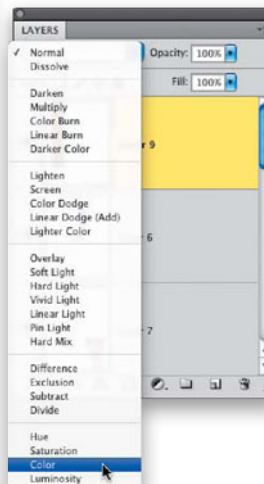 LAYERS
✓ Normal
Dissolve
Opacity: 100%
Fill: 100%
Darken
Multiply
Color Burn
Linear Burn
Darker Color
Lighten
Screen
Color Dodge
Linear Dodge (Add)
Lighter Color
Overlay
Soft Light
Hard Light
Vivid Light
Linear Light
Pin Light
Hard Mix
Difference
Exclusion
Subtract
Divide
Hue
Saturation
Color
Luminosity
r 9
6
7